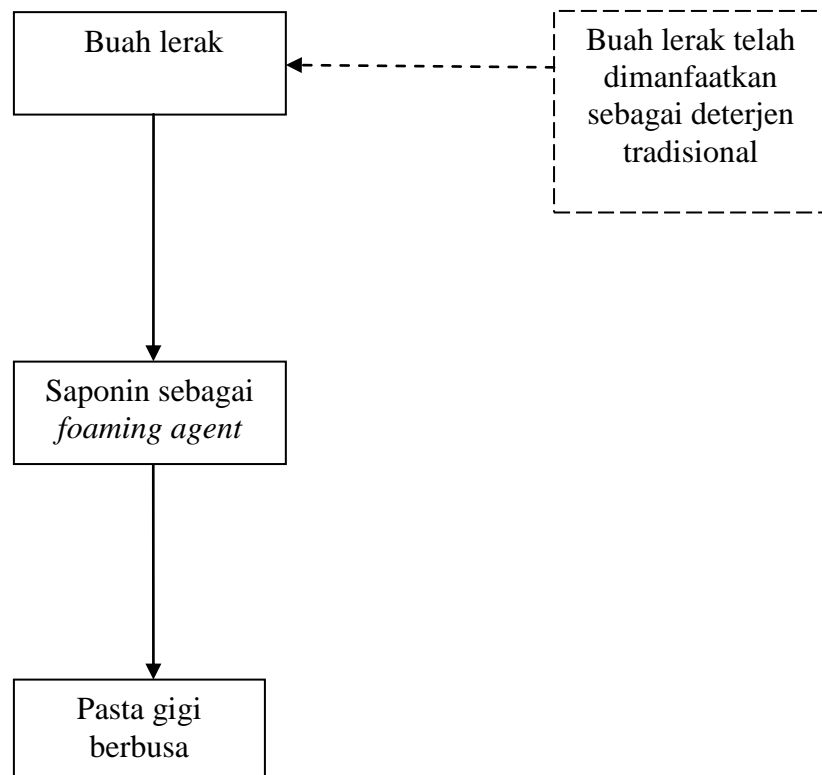 Buah lerak
Buah lerak telah
dimanfaatkan
sebagai deterjen
tradisional
Saponin sebagai
foaming agent
Pasta gigi
berbusa